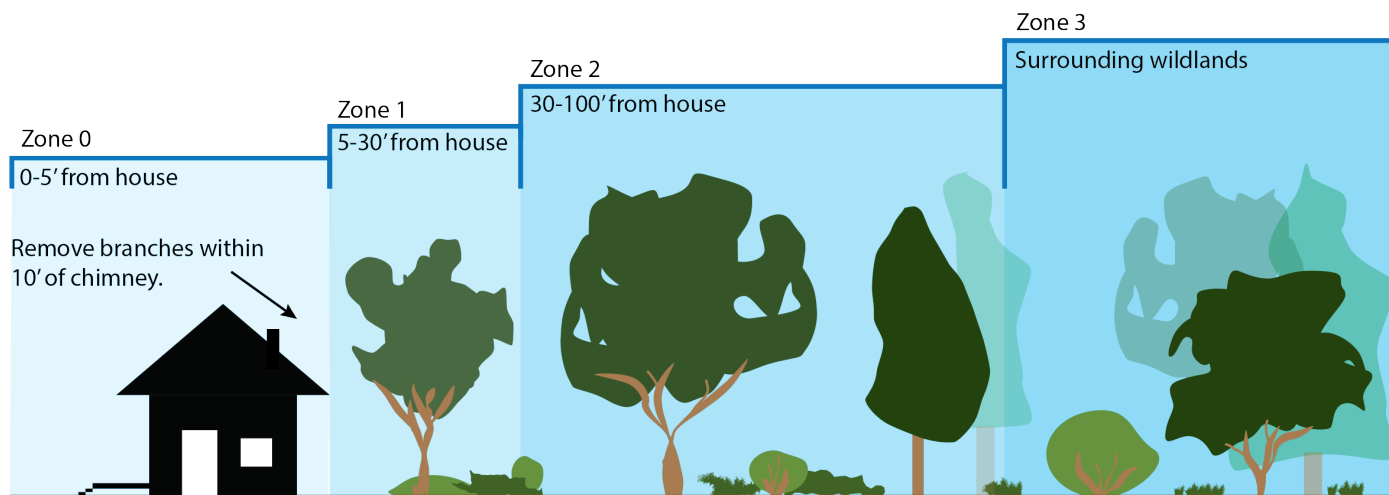 Zone 0
0-5’ from house
Remove branches within
10’ of chimney.
Zone 1
5-30’ from house
Zone 2
30-100’ from house
Zone 3
Surrounding wildlands